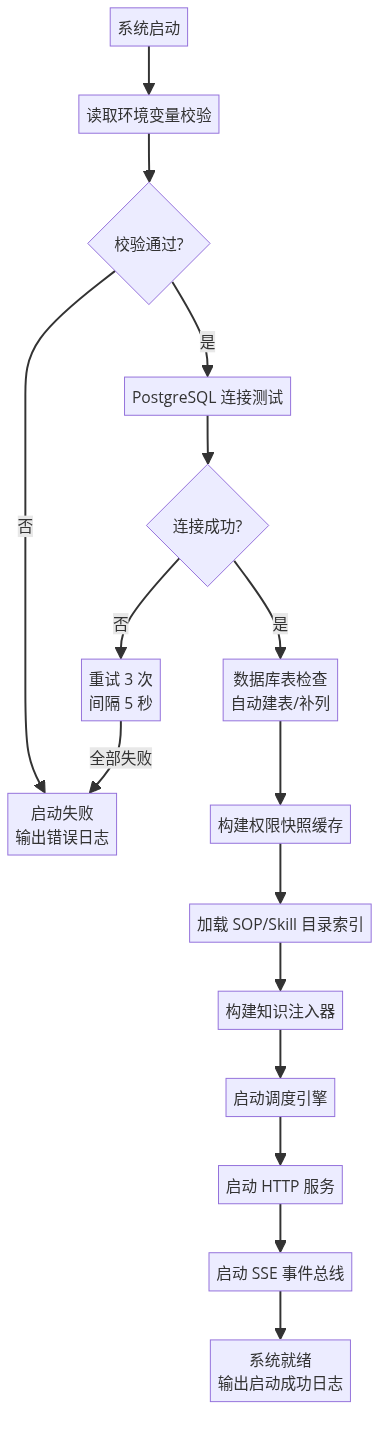 系统启动
读取环境变量校验
校验通过?
是
PostgreSQL 连接测试
否
连接成功?
否
是
重试 3 次
间隔 5 秒
数据库表检查
自动建表/补列
全部失败
启动失败
输出错误日志
构建权限快照缓存
加载 SOP/Skill 目录索引
构建知识注入器
启动调度引擎
启动 HTTP 服务
启动 SSE 事件总线
系统就绪
输出启动成功日志